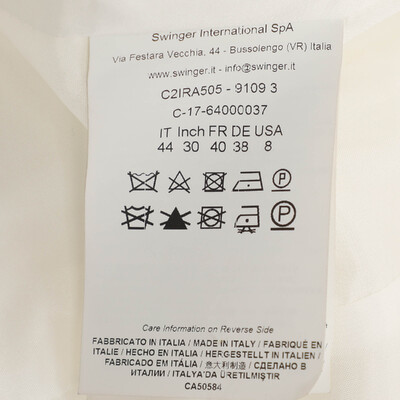 Swinger International SpA
Via Festara Vecchia, 44 - Bussolengo (VR) Italia
www.swinger.it - info@swinger.it
C2IRA505 - 9109 3
C-17-64000037
IT Inch FR DE USA
44 30 40 38 8
P
P
Care Information on Reverse Side
FABBRICATO IN ITALIA / MADE IN ITALY / FABRIQUÉ EN
ITALIE / HECHO EN ITALIA / HERGESTELLT IN ITALIEN /
FABRICADO EM ITÁLIA / 意大利制造 / СДЕЛАНО В
ИТАЛИИ / ITALYA'DA ÜRETILMIŞTIR
CA50584